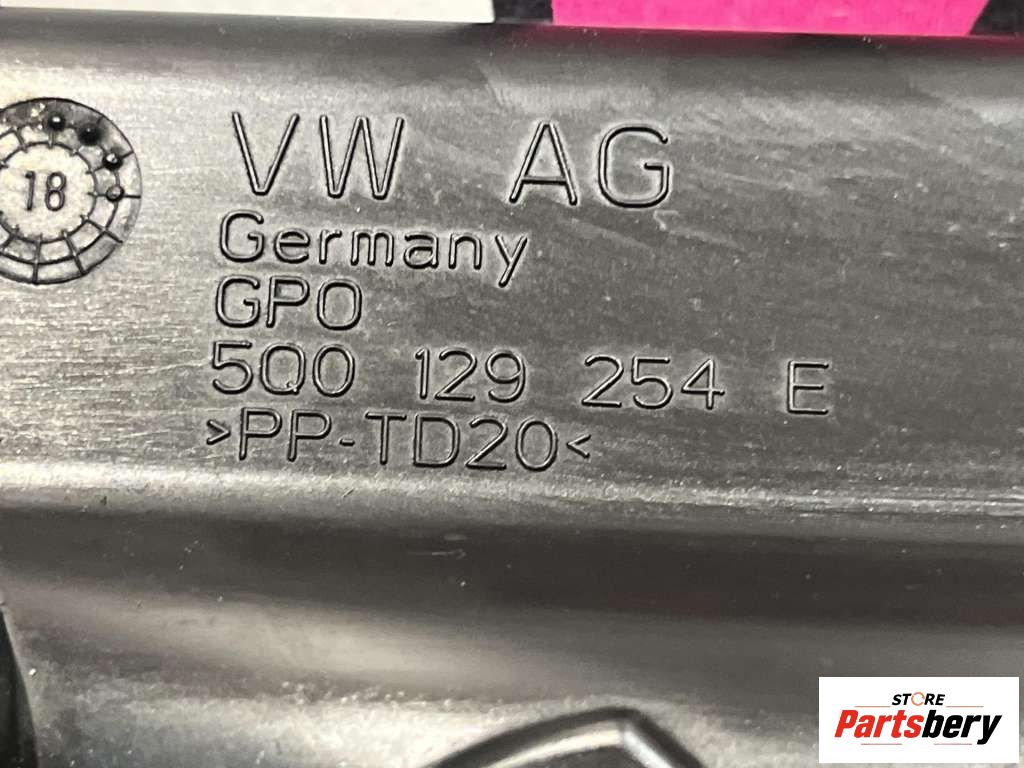 18
VW AG
Germany
GPO
5Q0 129 254 E
>PP-TD20<
STORE
Partsbery